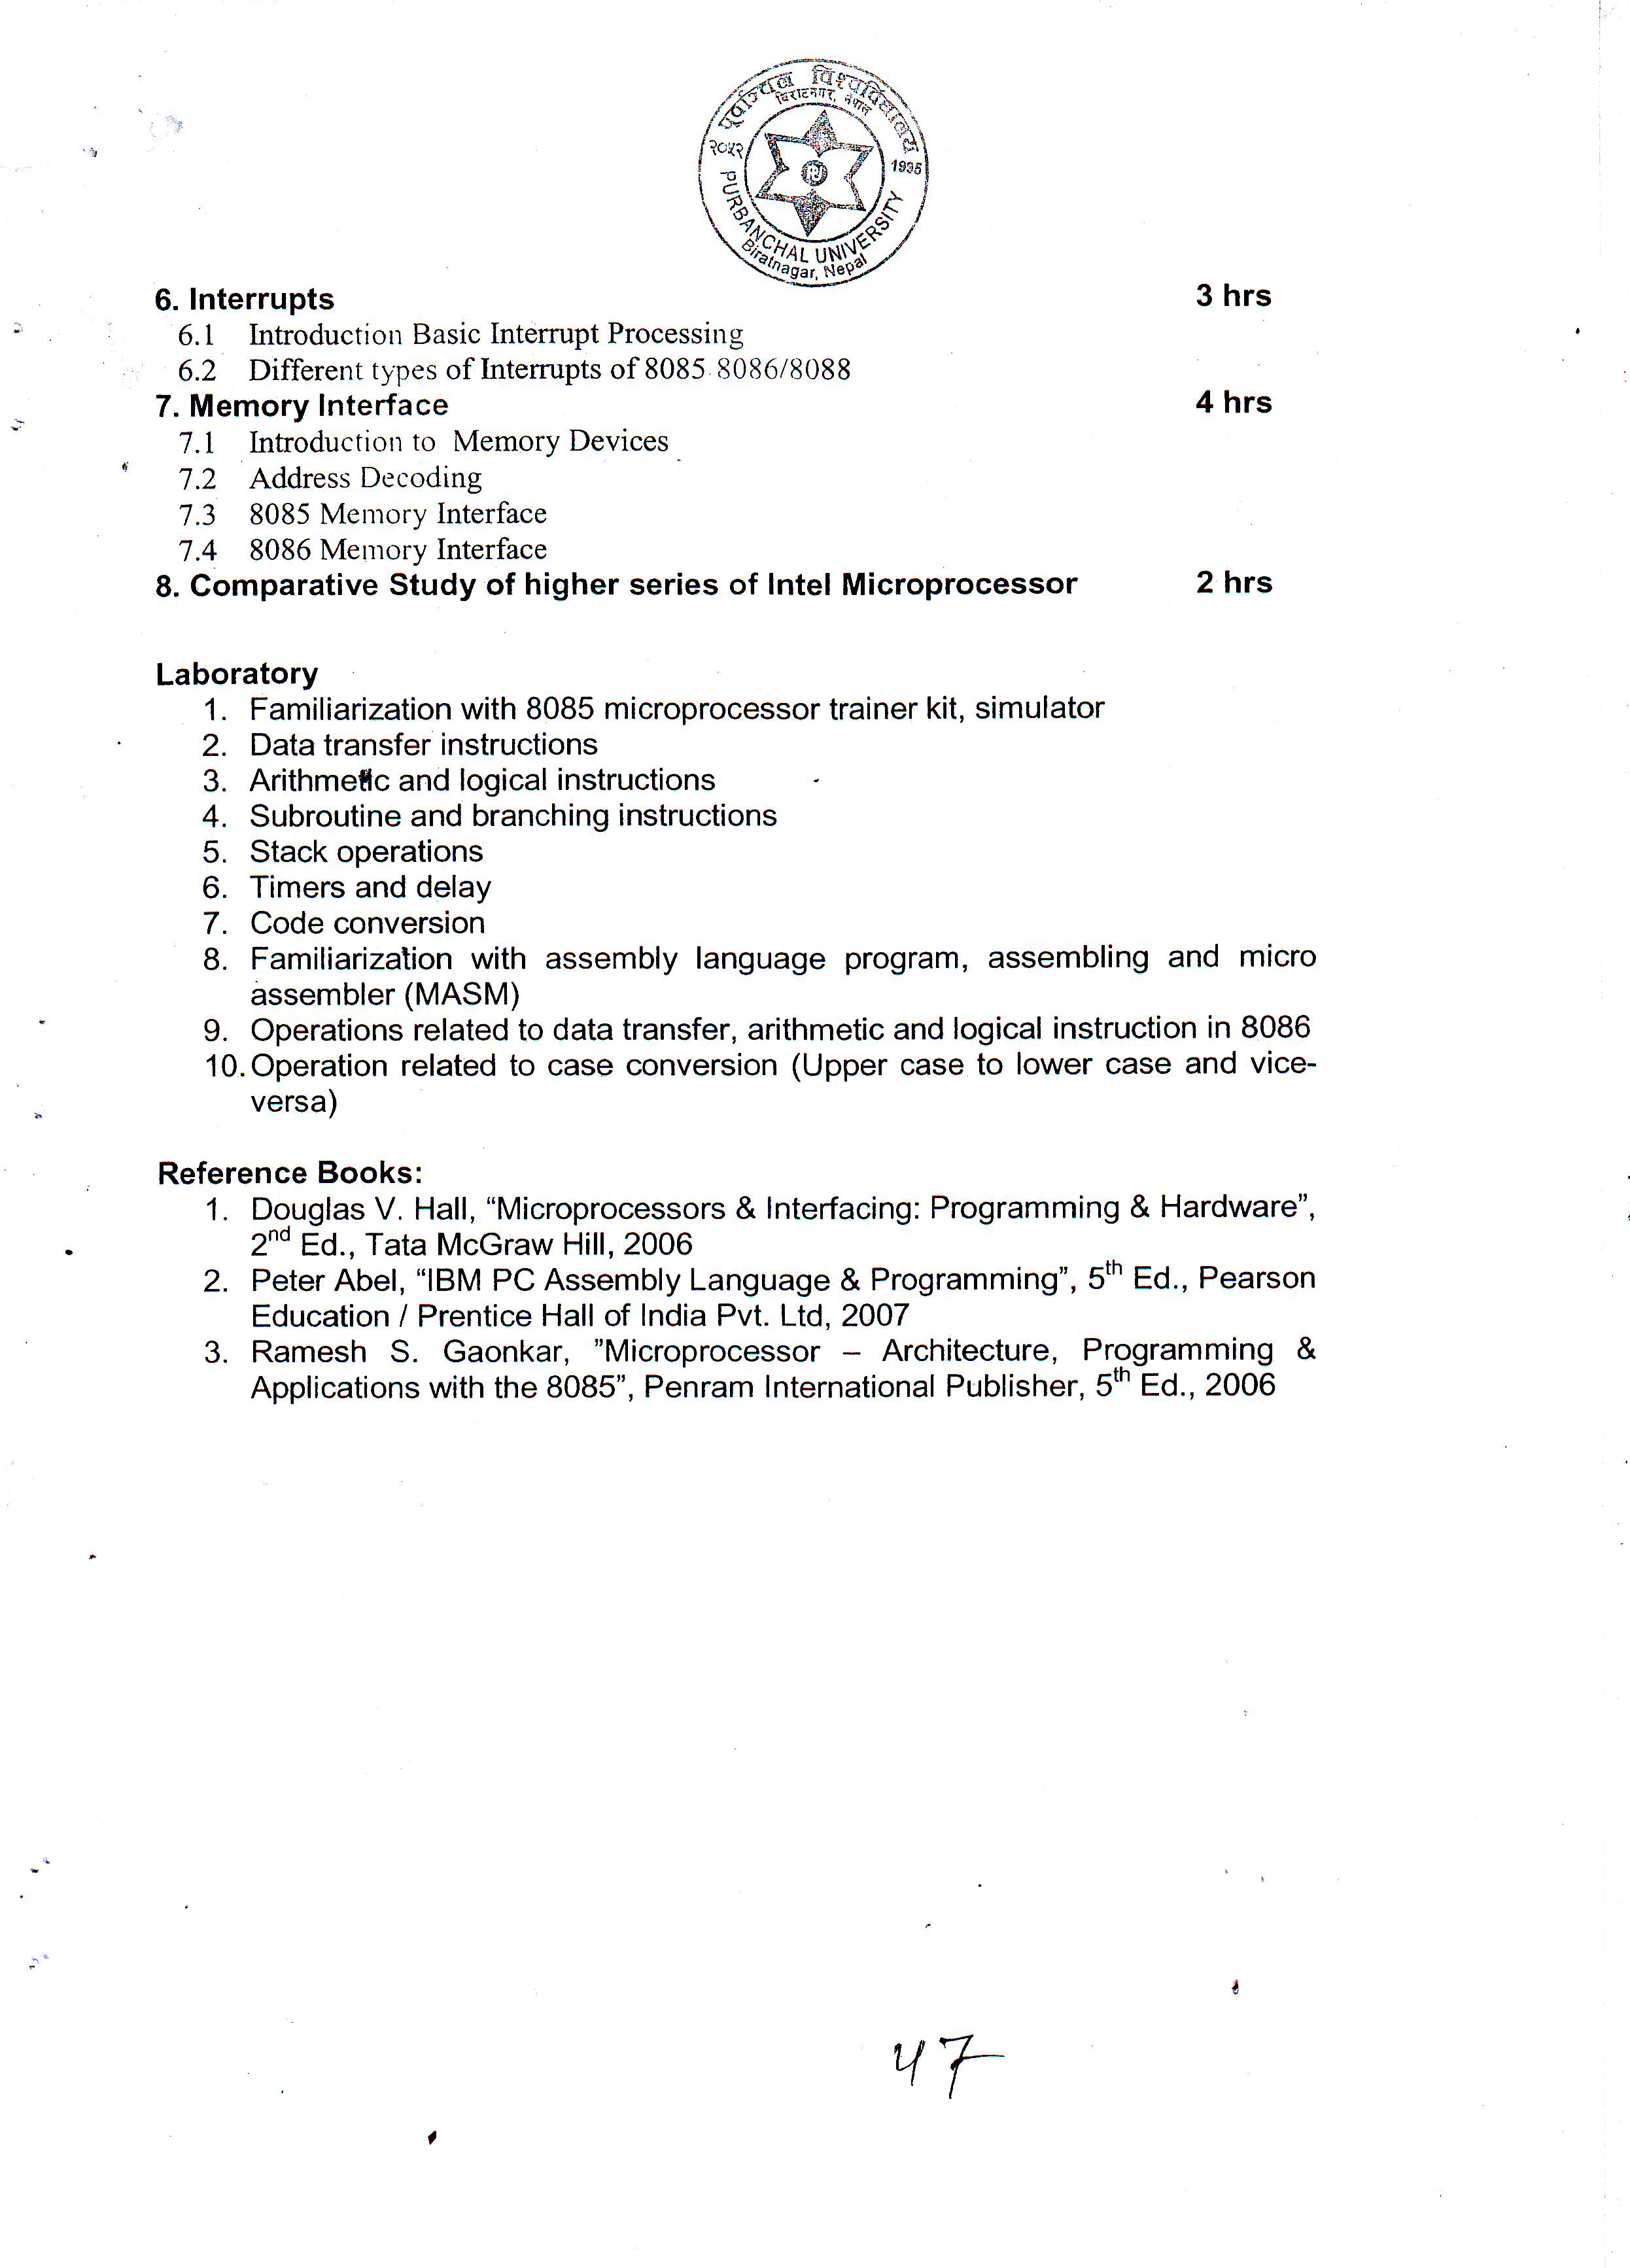 पूर्वाञ्चल विश्वविद्यालय
विराटनगर, नेपाल
२०५२
1995
PURBANCHAL UNIVERSITY
Biratnagar, Nepal
6. Interrupts 3 hrs
6.1 Introduction Basic Interrupt Processing
6.2 Different types of Interrupts of 8085 8086/8088
7. Memory Interface 4 hrs
7.1 Introduction to Memory Devices
7.2 Address Decoding
7.3 8085 Memory Interface
7.4 8086 Memory Interface
8. Comparative Study of higher series of Intel Microprocessor 2 hrs
Laboratory
1. Familiarization with 8085 microprocessor trainer kit, simulator
2. Data transfer instructions
3. Arithmetic and logical instructions
4. Subroutine and branching instructions
5. Stack operations
6. Timers and delay
7. Code conversion
8. Familiarization with assembly language program, assembling and micro
assembler (MASM)
9. Operations related to data transfer, arithmetic and logical instruction in 8086
10. Operation related to case conversion (Upper case to lower case and vice-
versa)
Reference Books:
1. Douglas V. Hall, “Microprocessors & Interfacing: Programming & Hardware”,
2nd Ed., Tata McGraw Hill, 2006
2. Peter Abel, “IBM PC Assembly Language & Programming”, 5th Ed., Pearson
Education / Prentice Hall of India Pvt. Ltd, 2007
3. Ramesh S. Gaonkar, ”Microprocessor – Architecture, Programming &
Applications with the 8085”, Penram International Publisher, 5th Ed., 2006
47